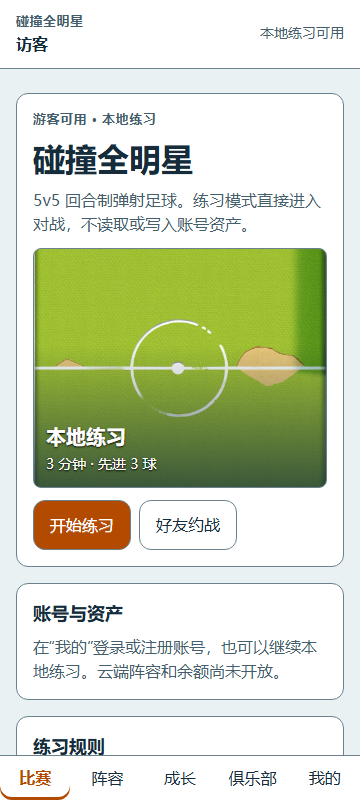 碰撞全明星
访客
本地练习可用
游客可用 • 本地练习
碰撞全明星
5v5 回合制弹射足球。练习模式直接进入
对战，不读取或写入账号资产。
本地练习
3 分钟 · 先进 3 球
开始练习
好友约战
账号与资产
在“我的”登录或注册账号，也可以继续本
地练习。云端阵容和余额尚未开放。
练习规则
比赛
阵容
成长
俱乐部
我的